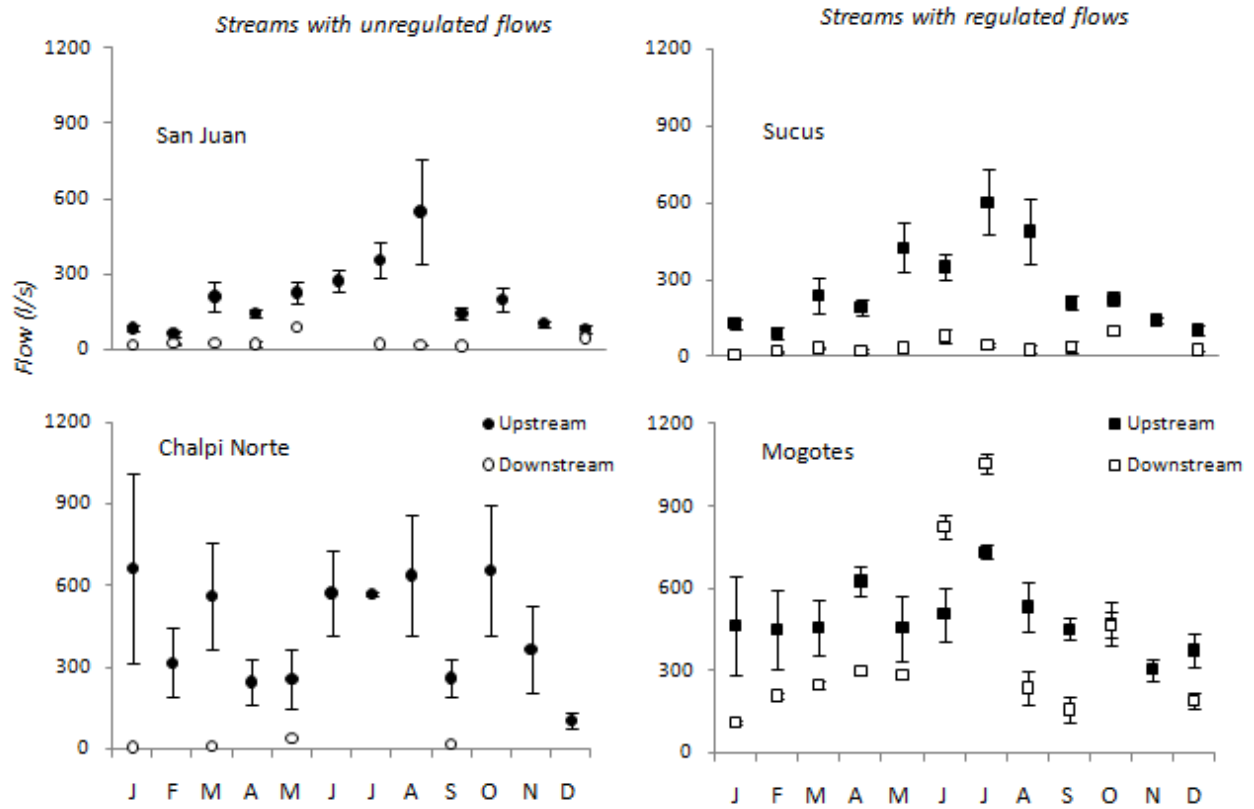 Streams with unregulated flows
Streams with regulated flows
1200
900
600
300
0
San Juan
1200
900
600
300
0
Sucus
Flow (l/s)
1200
900
600
300
0
Chalpi Norte
Upstream
Downstream
J F M A M J J A S O N D
1200
900
600
300
0
Mogotes
Upstream
Downstream
J F M A M J J A S O N D